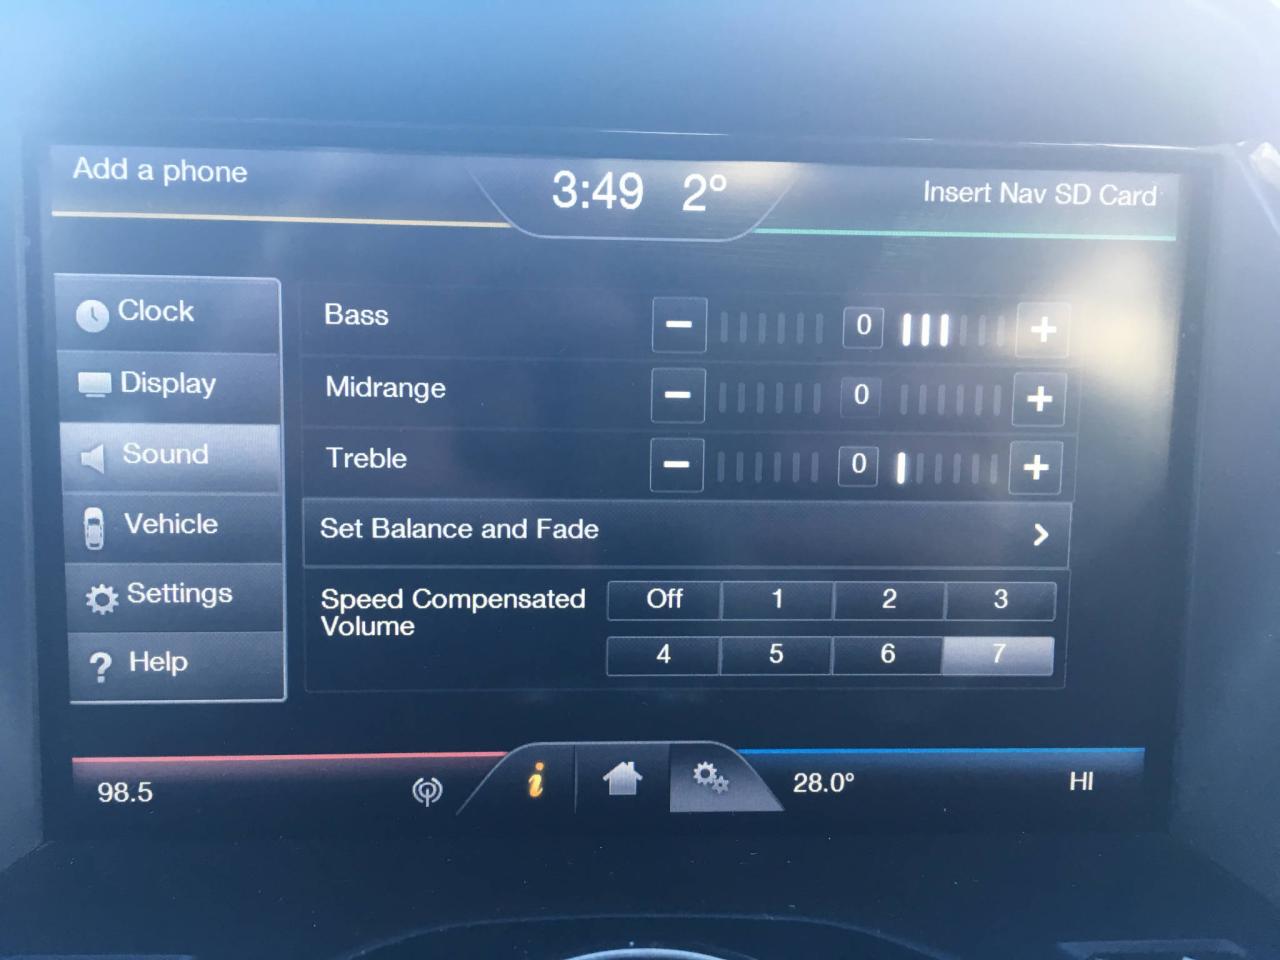 Add a phone
3:49 2°
Insert Nav SD Card
Clock
Display
Sound
Vehicle
Settings
? Help
Bass − 0 +
Midrange − 0 +
Treble − 0 +
Set Balance and Fade >
Speed Compensated
Volume
Off 1 2 3
4 5 6 7
98.5
i
28.0°
HI